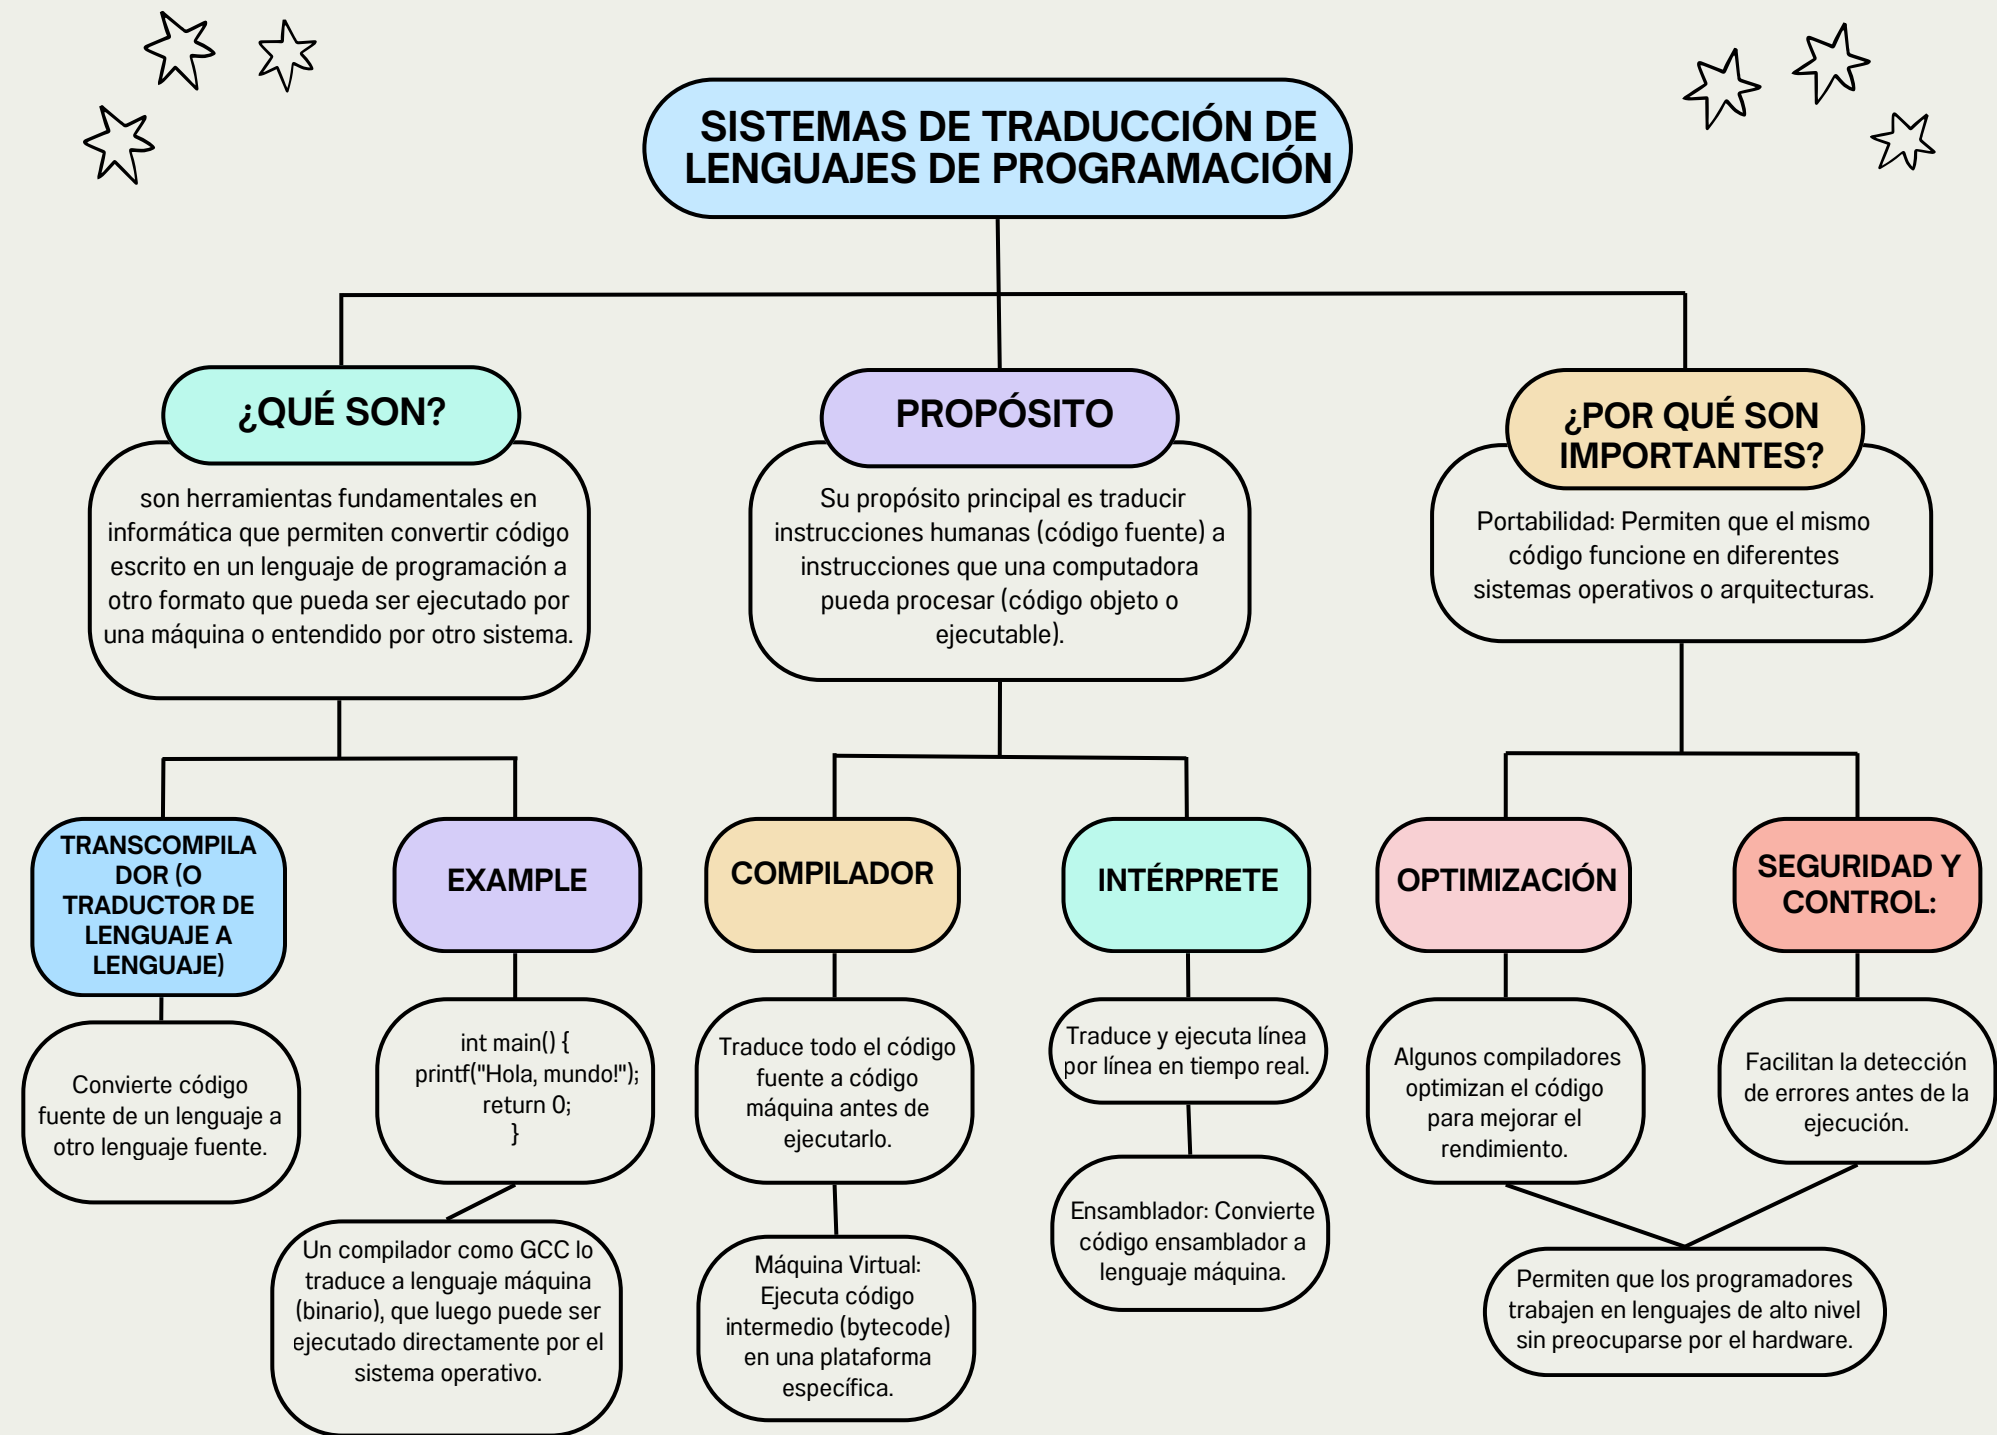 SISTEMAS DE TRADUCCIÓN DE
LENGUAJES DE PROGRAMACIÓN
¿QUÉ SON?
son herramientas fundamentales en
informática que permiten convertir código
escrito en un lenguaje de programación a
otro formato que pueda ser ejecutado por
una máquina o entendido por otro sistema.
PROPÓSITO
Su propósito principal es traducir
instrucciones humanas (código fuente) a
instrucciones que una computadora
pueda procesar (código objeto o
ejecutable).
¿POR QUÉ SON
IMPORTANTES?
Portabilidad: Permiten que el mismo
código funcione en diferentes
sistemas operativos o arquitecturas.
TRANSCOMPILA
DOR (O
TRADUCTOR DE
LENGUAJE A
LENGUAJE)
Convierte código
fuente de un lenguaje a
otro lenguaje fuente.
EXAMPLE
int main() {
printf("Hola, mundo!");
return 0;
}
Un compilador como GCC lo
traduce a lenguaje máquina
(binario), que luego puede ser
ejecutado directamente por el
sistema operativo.
COMPILADOR
Traduce todo el código
fuente a código
máquina antes de
ejecutarlo.
Máquina Virtual:
Ejecuta código
intermedio (bytecode)
en una plataforma
específica.
INTÉRPRETE
Traduce y ejecuta línea
por línea en tiempo real.
Ensamblador: Convierte
código ensamblador a
lenguaje máquina.
OPTIMIZACIÓN
Algunos compiladores
optimizan el código
para mejorar el
rendimiento.
SEGURIDAD Y
CONTROL:
Facilitan la detección
de errores antes de la
ejecución.
Permiten que los programadores
trabajen en lenguajes de alto nivel
sin preocuparse por el hardware.